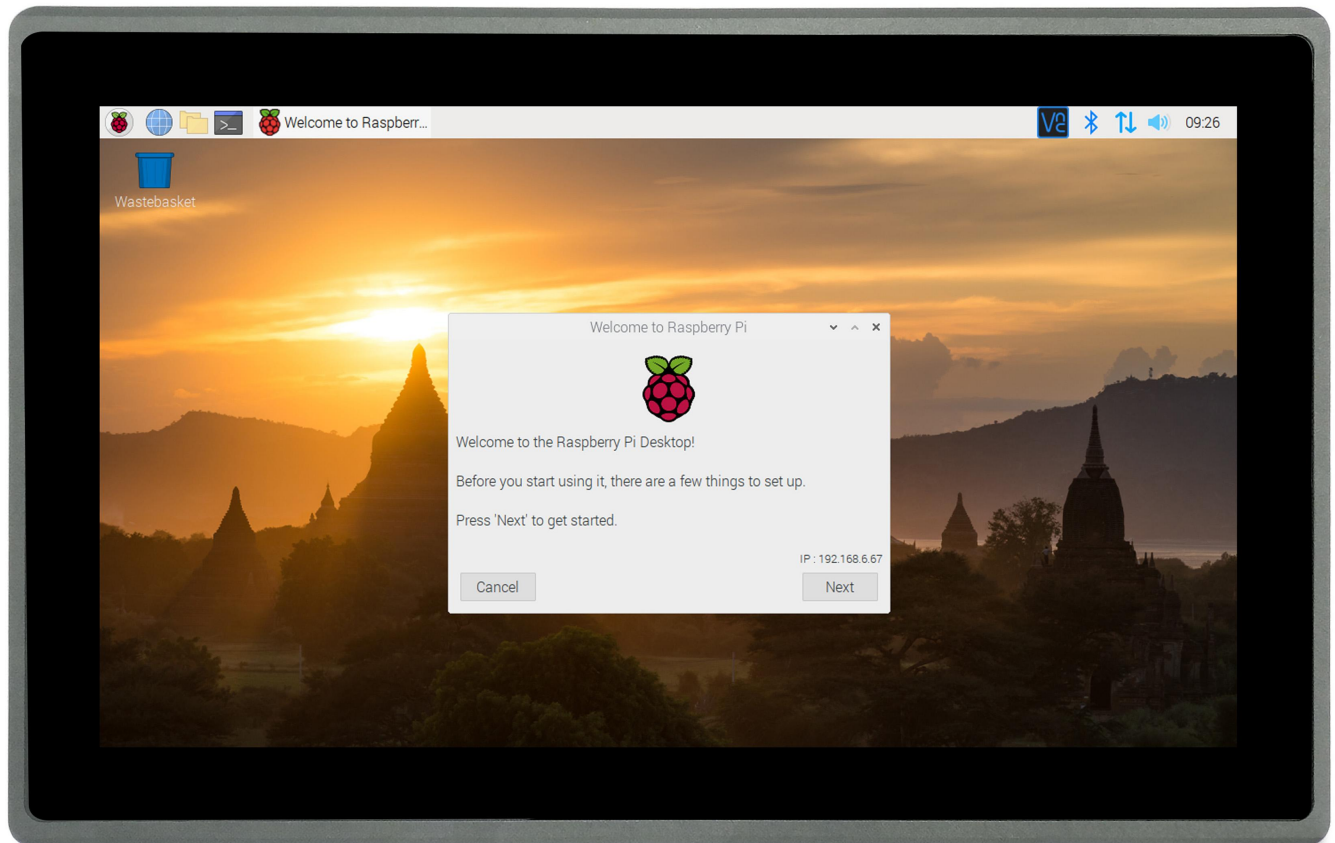 Welcome to Raspberr...
V2
09:26
Wastebasket
Welcome to Raspberry Pi
Welcome to the Raspberry Pi Desktop!
Before you start using it, there are a few things to set up.
Press 'Next' to get started.
IP : 192.168.6.67
Cancel
Next